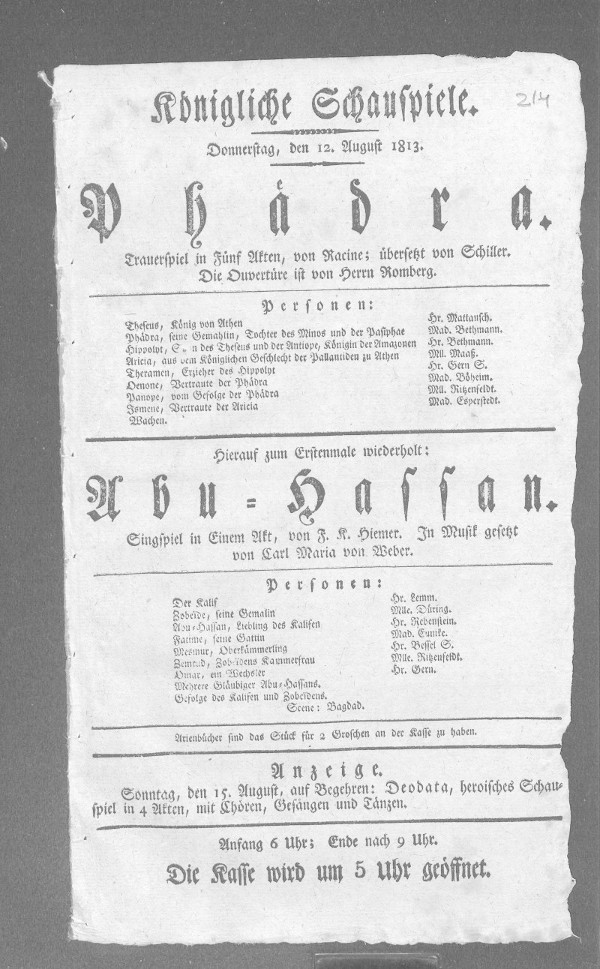 Königliche Schauspiele.
214
Donnerstag, den 12. August 1813.
Phädra.
Trauerspiel in Fünf Akten, von Racine; übersetzt von Schiller.
Die Ouvertüre ist von Herrn Romberg.
Personen:
Theseus, König von Athen Hr. Mattausch.
Phädra, seine Gemahlin, Tochter des Minos und der Pasiphae Mad. Bethmann.
Hippolyt, S n des Theseus und der Antiope, Königin der Amazonen Hr. Bethmann.
Aricia, aus dem Königlichen Geschlecht der Pallantiden zu Athen Mll. Maaß.
Theramen, Erzieher des Hippolyt Hr. Gern S.
Oenone, Vertraute der Phädra Mad. Böheim.
Panope, vom Gefolge der Phädra Mll. Ritzenfeldt.
Ismene, Vertraute der Aricia Mad. Esperstedt.
Wachen.
Hierauf zum Erstenmale wiederholt:
Abu-Hassan.
Singspiel in Einem Akt, von F. K. Hiemer. In Musik gesetzt
von Carl Maria von Weber.
Personen:
Der Kalif Hr. Lemm.
Zobeide, seine Gemalin Mlle. Düring.
Abu-Hassan, Liebling des Kalifen Hr. Rebenstein.
Fatime, seine Gattin Mad. Eunike.
Mesrur, Oberkämmerling Hr. Bessel S.
Zemrud, Zobeidens Kammerfrau Mlle. Ritzenfeldt.
Omar, ein Wechsler Hr. Gern.
Mehrere Gläubiger Abu-Hassans.
Gefolge des Kalifen und Zobeidens.
Scene: Bagdad.
Arienbücher sind das Stück für 2 Groschen an der Kasse zu haben.
Anzeige.
Sonntag, den 15. August, auf Begehren: Deodata, heroisches Schau-
spiel in 4 Akten, mit Chören, Gesängen und Tänzen.
Anfang 6 Uhr; Ende nach 9 Uhr.
Die Kasse wird um 5 Uhr geöffnet.